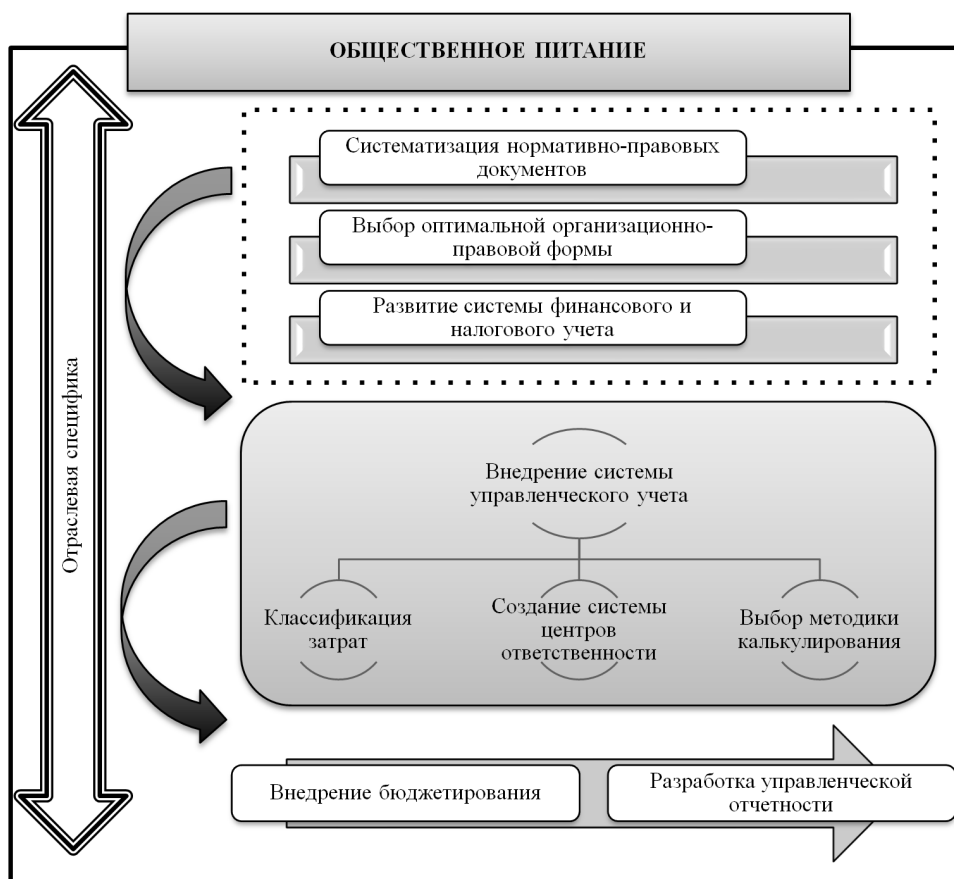 ОБЩЕСТВЕННОЕ ПИТАНИЕ
Систематизация нормативно-правовых
документов
Выбор оптимальной организационно-
правовой формы
Развитие системы финансового и
налогового учета
Отраслевая специфика
Внедрение системы
управленческого учета
Классификация
затрат
Создание системы
центров
ответственности
Выбор методики
калькулирования
Внедрение бюджетирования
Разработка управленческой
отчетности